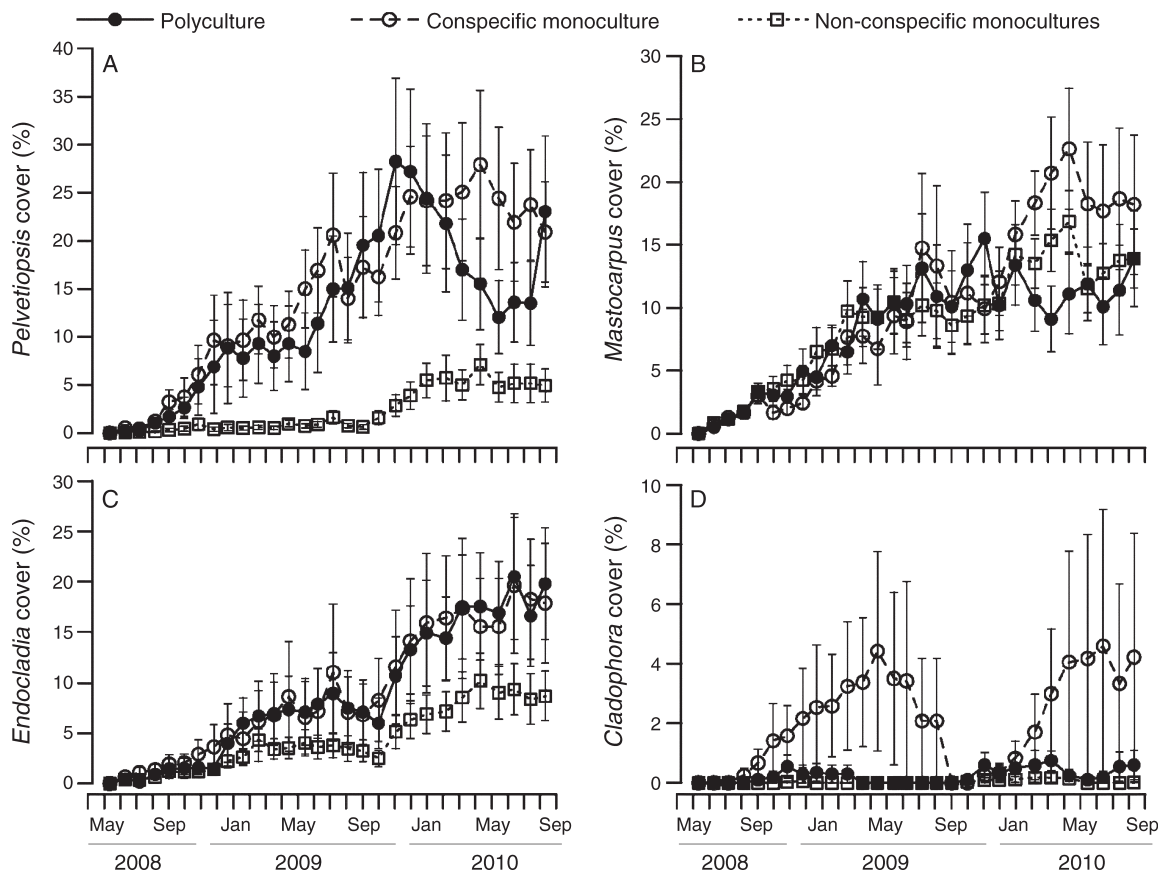 Polyculture
Conspecific monoculture
Non-conspecific monocultures
A
Pelvetiopsis cover (%)
40
35
30
25
20
15
10
5
0
B
Mastocarpus cover (%)
30
25
20
15
10
5
0
C
Endocladia cover (%)
30
25
20
15
10
5
0
D
Cladophora cover (%)
10
8
6
4
2
0
May Sep Jan May Sep Jan May Sep
2008 2009 2010
May Sep Jan May Sep Jan May Sep
2008 2009 2010